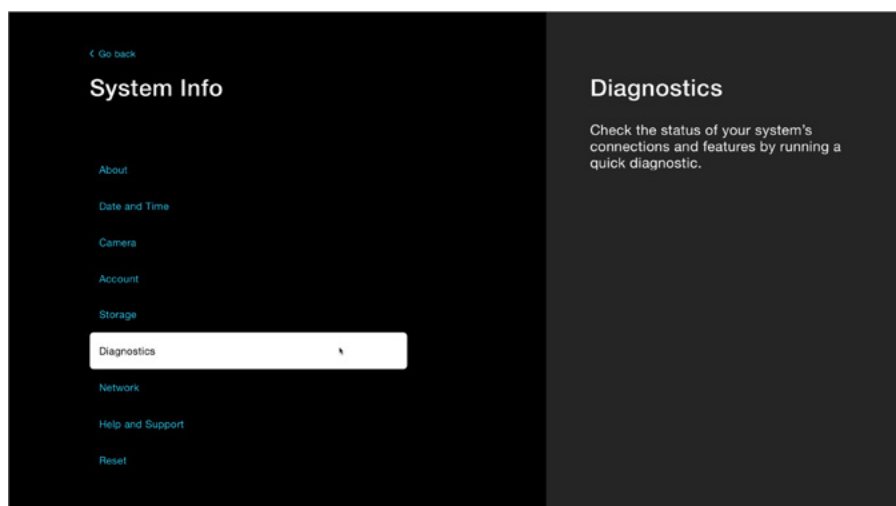 < Go back
System Info
About
Date and Time
Camera
Account
Storage
Diagnostics
Network
Help and Support
Reset
Diagnostics
Check the status of your system's
connections and features by running a
quick diagnostic.